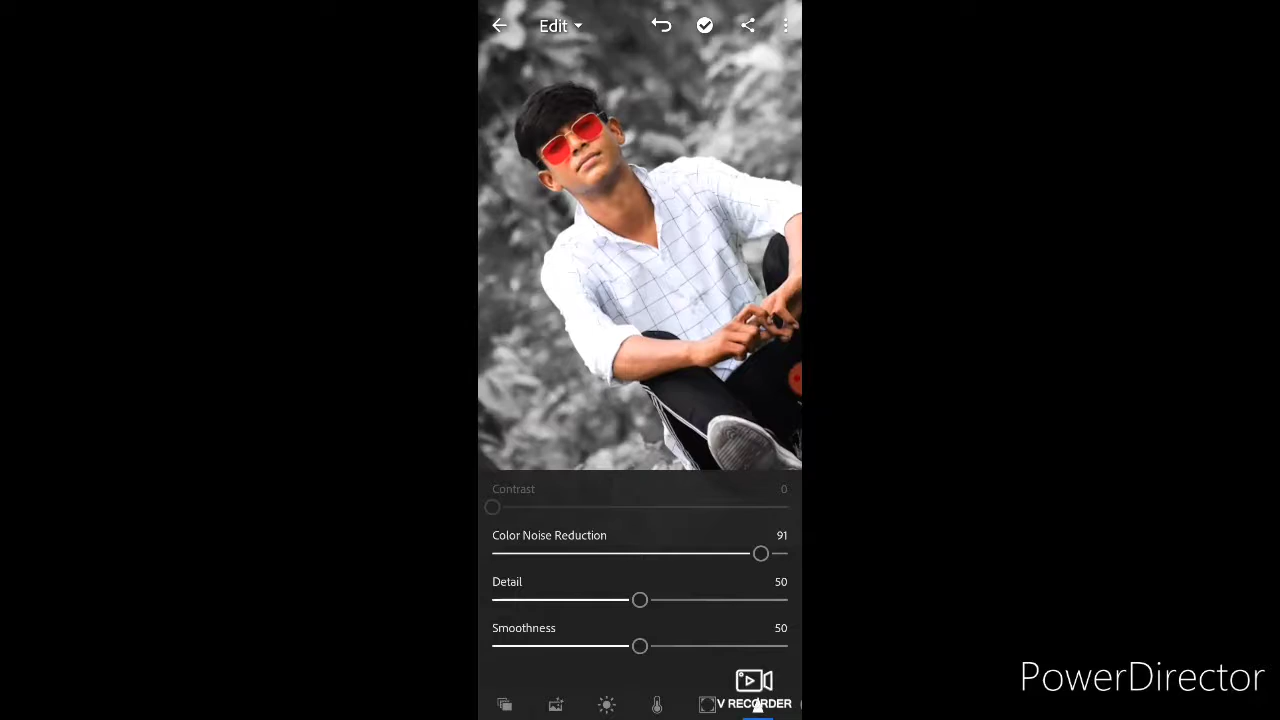 Edit
Contrast 0
Color Noise Reduction 91
Detail 50
Smoothness 50
V RECORDER
PowerDirector